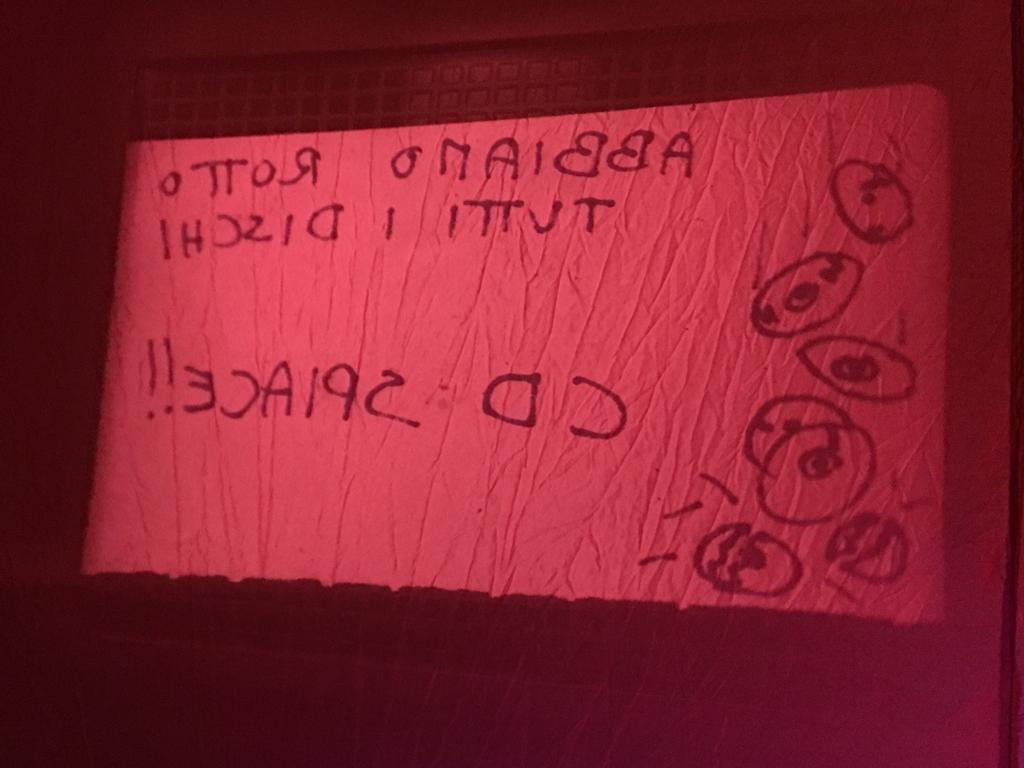 ABBIAMO ROTTO
TUTTI I DISCHI
CD SPIACE!!